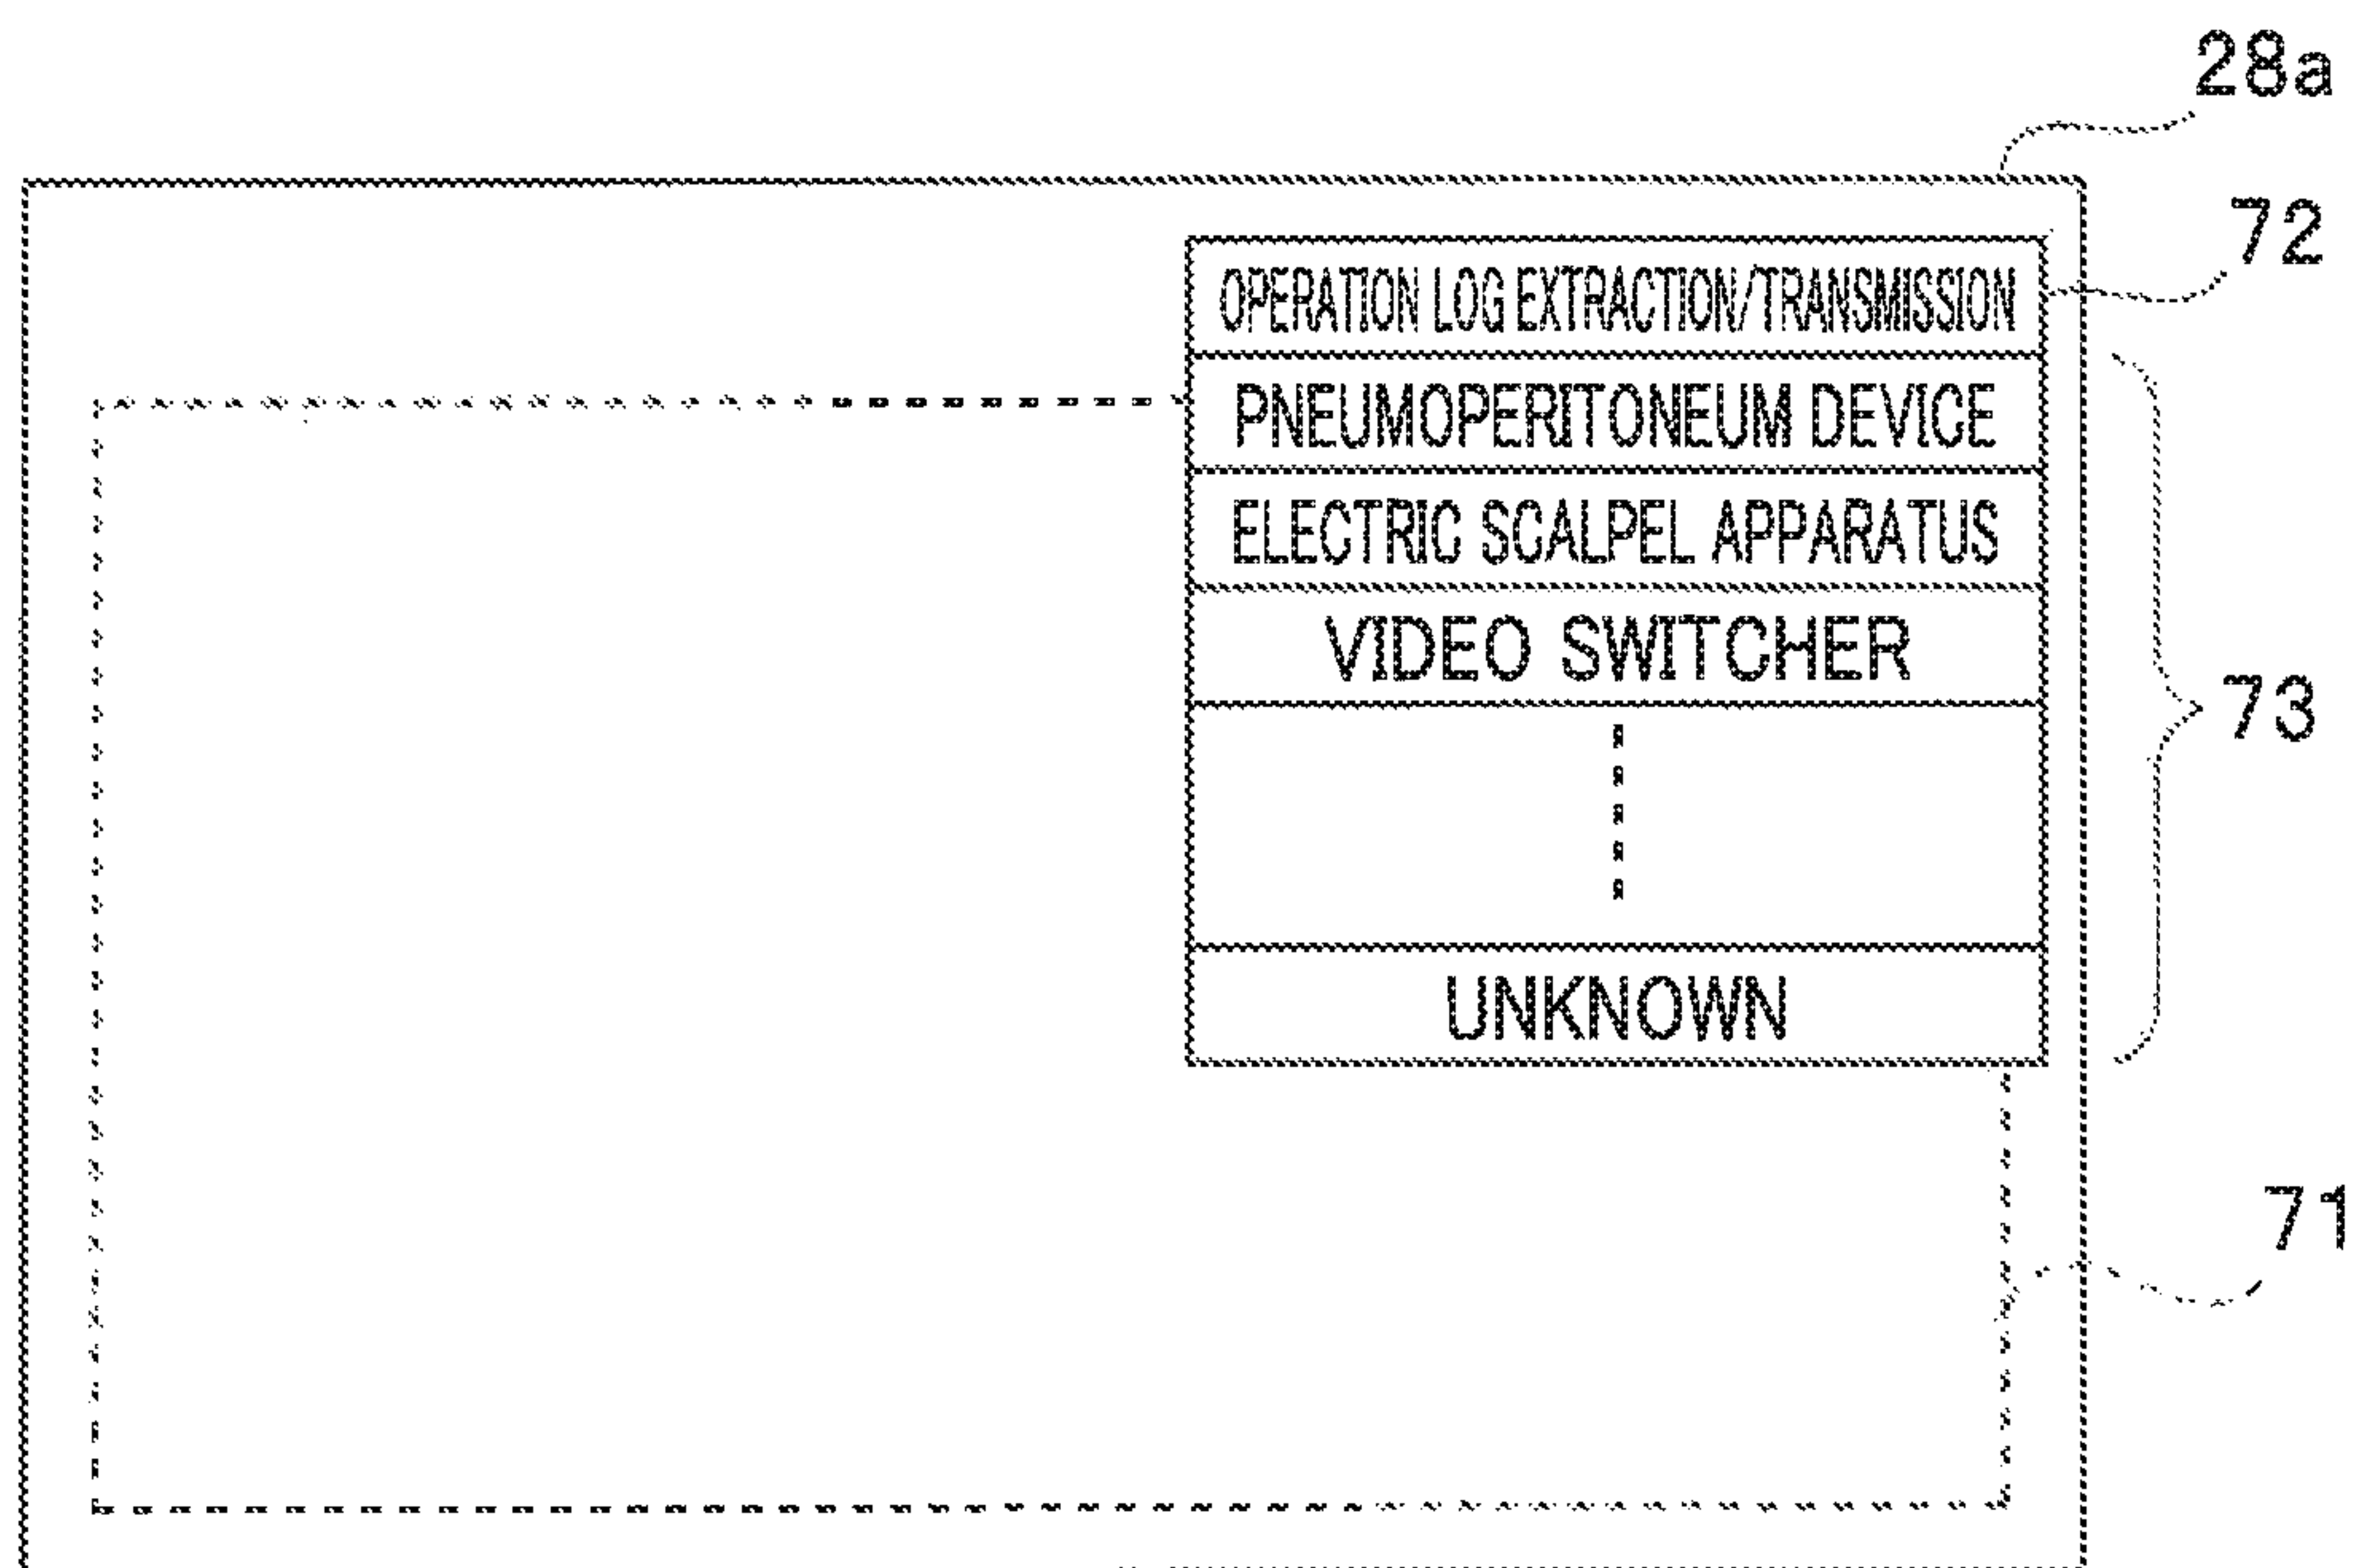 28a
72
OPERATION LOG EXTRACTION/TRANSMISSION
PNEUMOPERITONEUM DEVICE
ELECTRIC SCALPEL APPARATUS
VIDEO SWITCHER
73
UNKNOWN
71